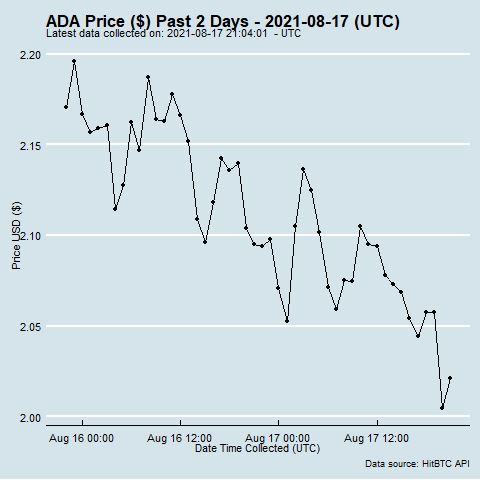 ADA Price ($) Past 2 Days - 2021-08-17 (UTC)
Latest data collected on: 2021-08-17 21:04:01 - UTC
2.20
2.15
2.10
2.05
2.00
Price USD ($)
Aug 16 00:00 Aug 16 12:00 Aug 17 00:00 Aug 17 12:00
Date Time Collected (UTC)
Data source: HitBTC API